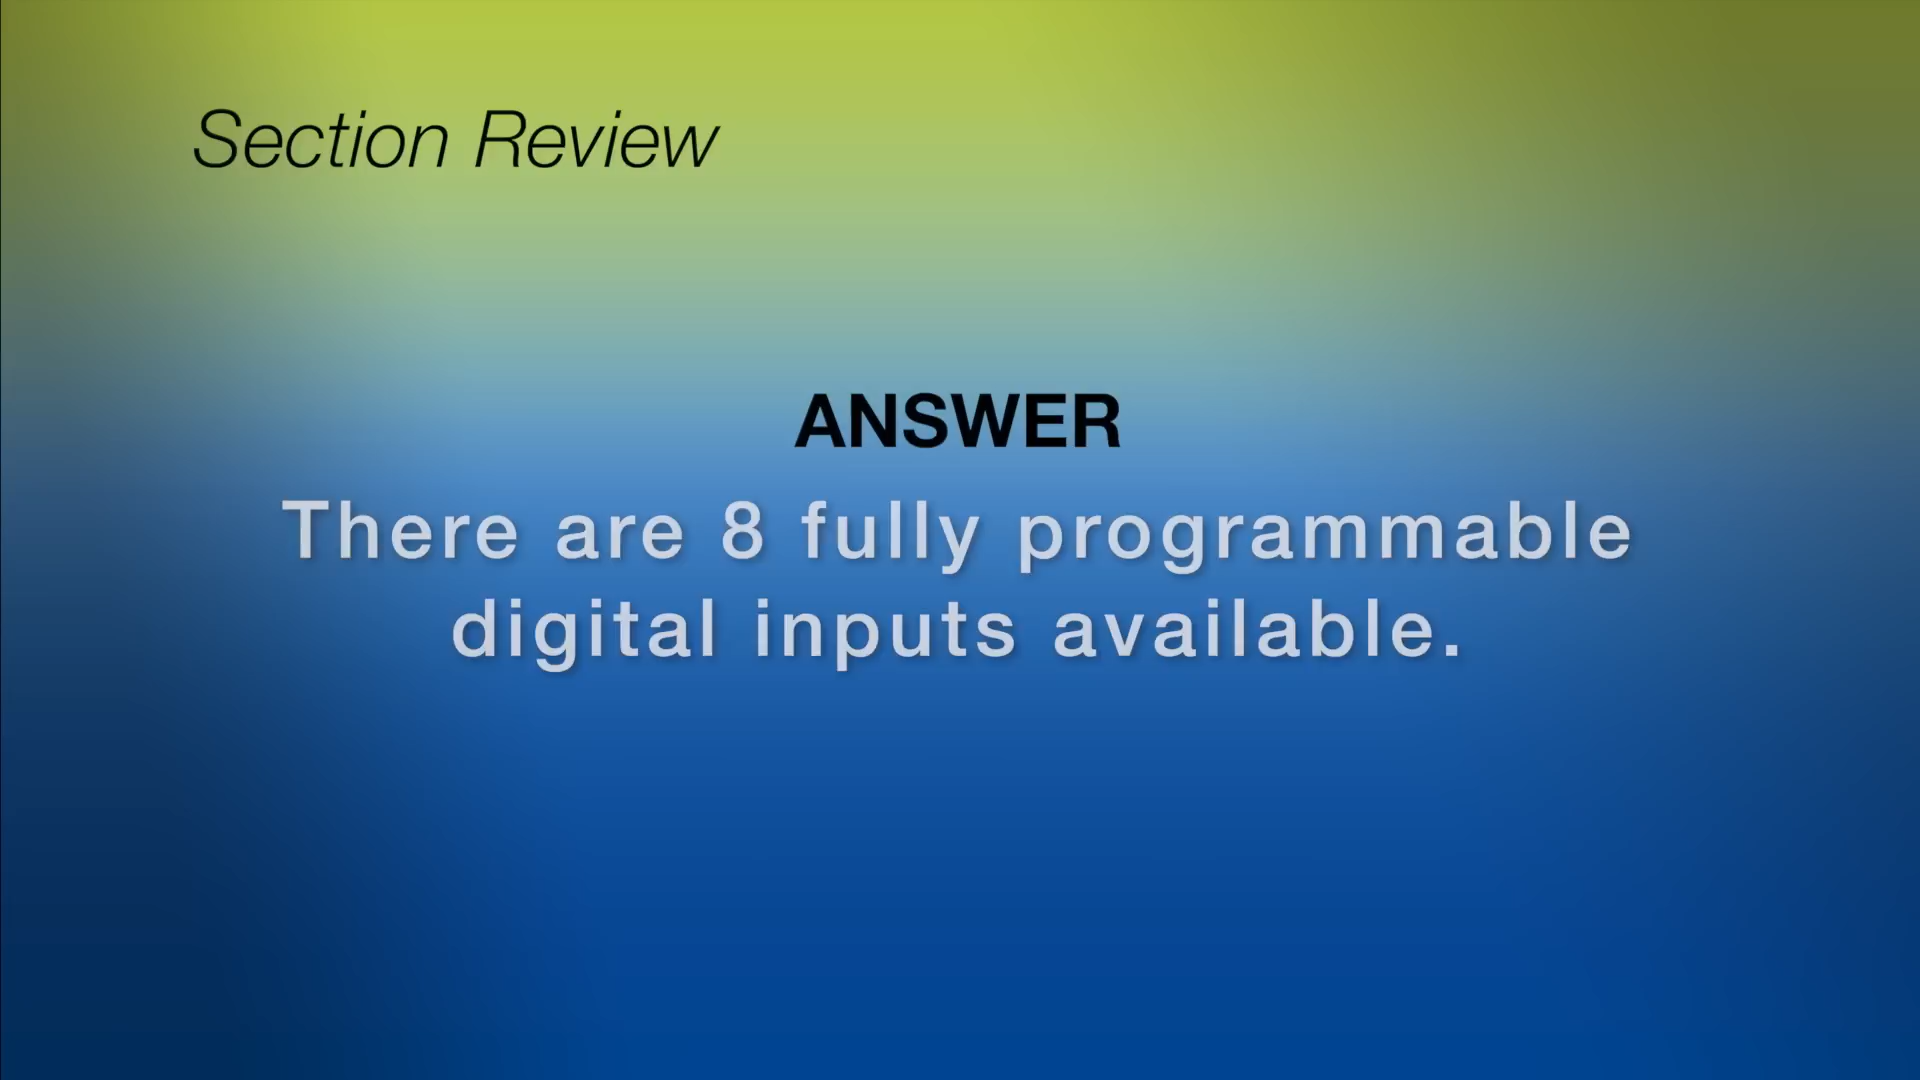 Section Review
ANSWER
There are 8 fully programmable
digital inputs available.